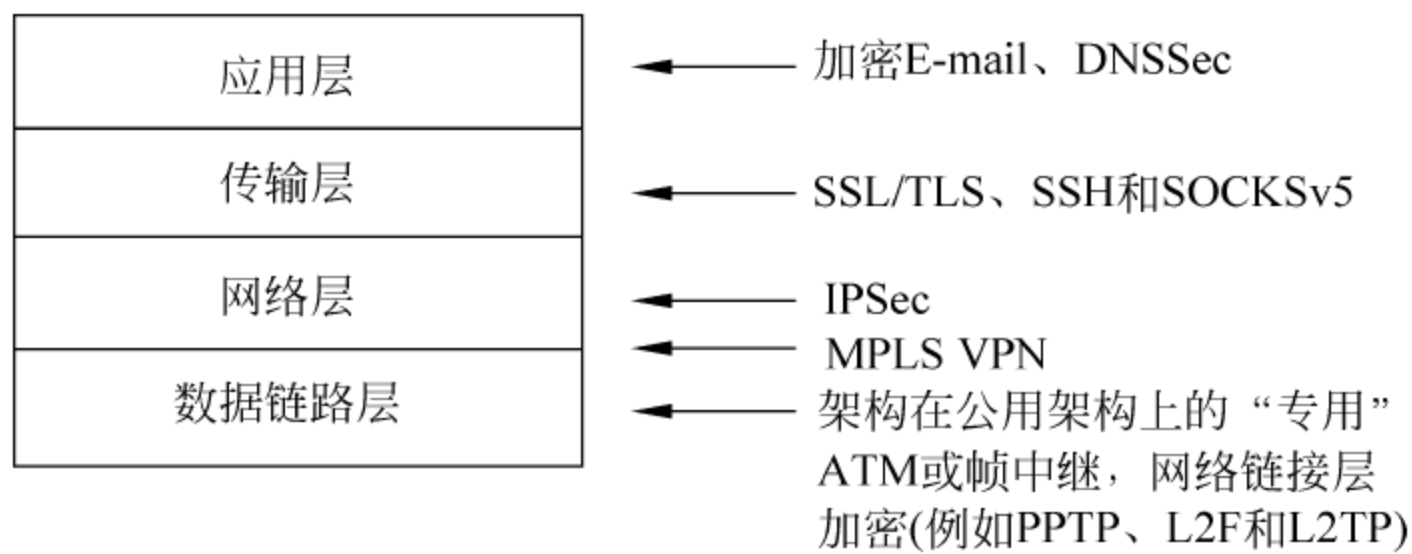 应用层
加密E-mail、DNSSec
传输层
SSL/TLS、SSH和SOCKSv5
网络层
IPSec
MPLS VPN
数据链路层
架构在公用架构上的“专用”
ATM或帧中继，网络链接层
加密(例如PPTP、L2F和L2TP)